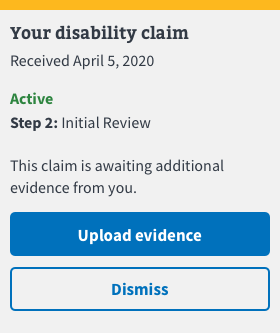 Your disability claim
Received April 5, 2020
Active
Step 2: Initial Review
This claim is awaiting additional
evidence from you.
Upload evidence
Dismiss